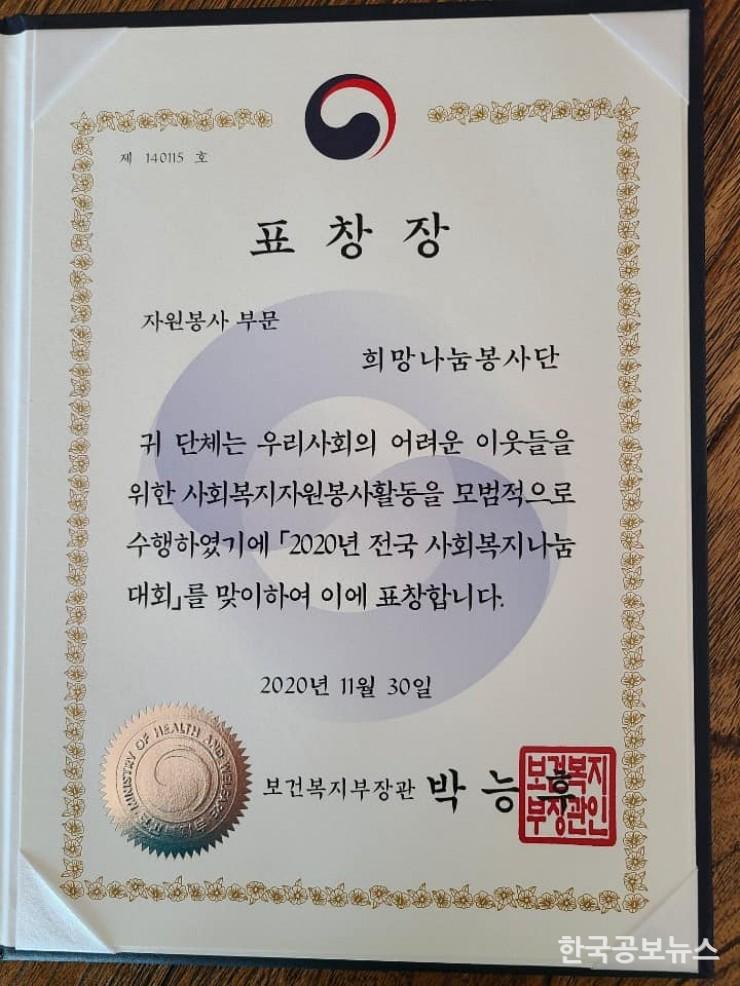 제 140115 호
표 창 장
자원봉사 부문
희망나눔봉사단
귀 단체는 우리사회의 어려운 이웃들을
위한 사회복지자원봉사활동을 모범적으로
수행하였기에 「2020년 전국 사회복지나눔
대회」를 맞이하여 이에 표창합니다.
2020년 11월 30일
MINISTRY OF HEALTH AND WELFARE
보건복지부장관 박 능 후
보건복지
부장관인
한국공보뉴스